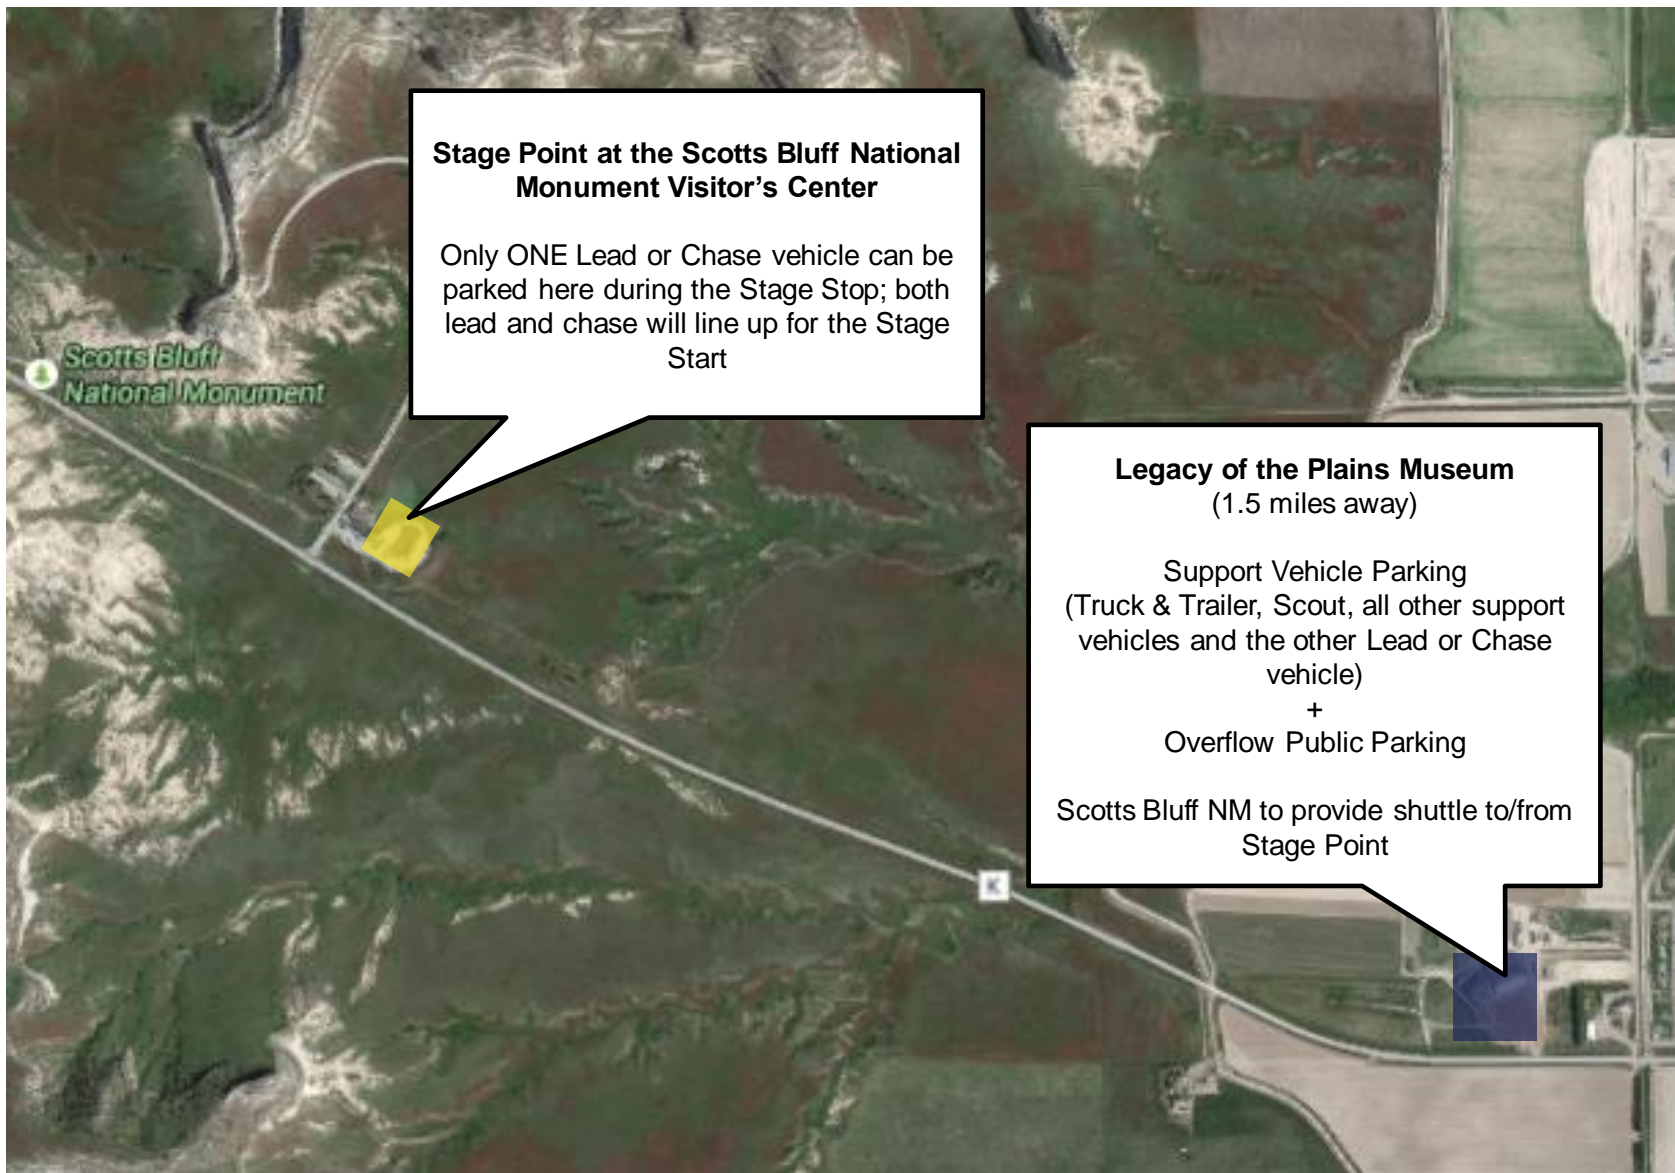 Stage Point at the Scotts Bluff National
Monument Visitor’s Center
Only ONE Lead or Chase vehicle can be
parked here during the Stage Stop; both
lead and chase will line up for the Stage
Start
Scotts Bluff
National Monument
Legacy of the Plains Museum
(1.5 miles away)
Support Vehicle Parking
(Truck & Trailer, Scout, all other support
vehicles and the other Lead or Chase
vehicle)
+
Overflow Public Parking
Scotts Bluff NM to provide shuttle to/from
Stage Point
K